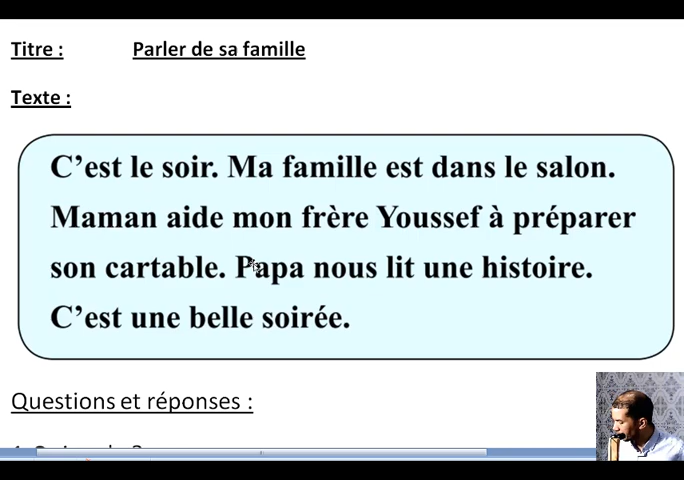 Titre : Parler de sa famille
Texte :
C’est le soir. Ma famille est dans le salon.
Maman aide mon frère Youssef à préparer
son cartable. Papa nous lit une histoire.
C’est une belle soirée.
Questions et réponses :